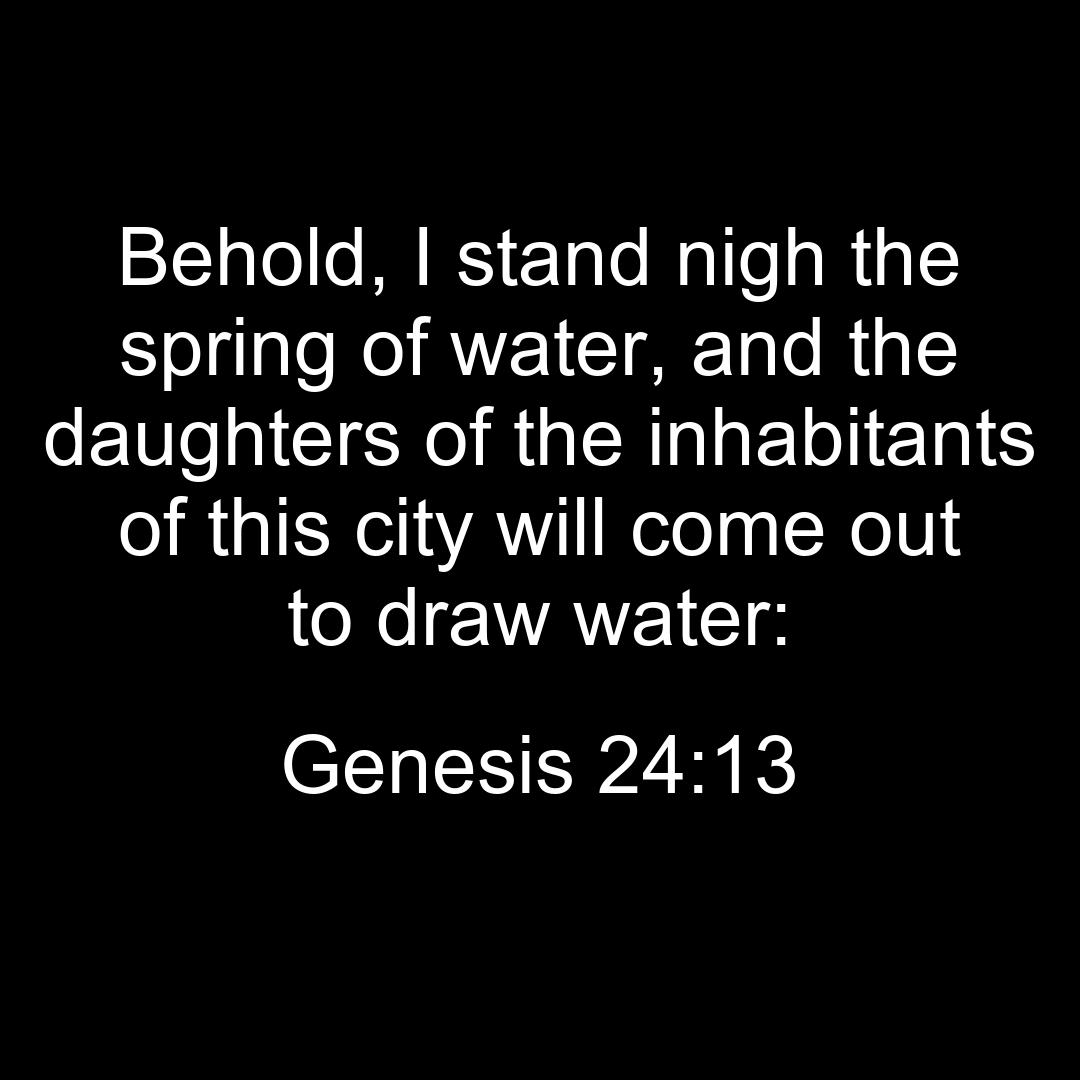 Behold, I stand nigh the
spring of water, and the
daughters of the inhabitants
of this city will come out
to draw water:
Genesis 24:13